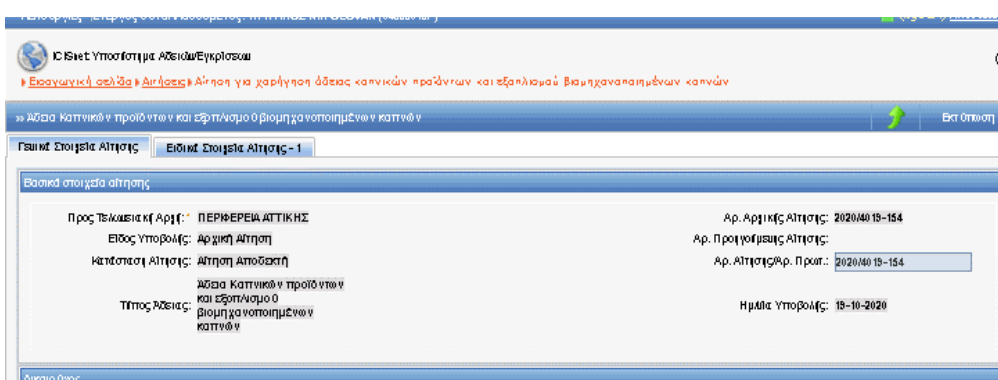 ICISnet Υποσύστημα Αδειών/Εγκρίσεων
Εισαγωγική σελίδα Αιτήσεις Αίτηση για χορήγηση άδειας καπνικών προϊόντων και εξοπλισμού βιομηχανοποιημένων καπνών
» Άδεια Καπνικών προϊόντων και εξοπλισμού βιομηχανοποιημένων καπνών Εκτύπωση
Γενικά Στοιχεία Αίτησης Ειδικά Στοιχεία Αίτησης - 1
Βασικά στοιχεία αίτησης
Προς Τελωνειακή Αρχή:* ΠΕΡΙΦΕΡΕΙΑ ΑΤΤΙΚΗΣ Αρ. Αρχικής Αίτησης: 2020/4019-154
Είδος Υποβολής: Αρχική Αίτηση Αρ. Προηγούμενης Αίτησης:
Κατάσταση Αίτησης: Αίτηση Αποδεκτή Αρ. Αίτησης/Αρ. Πρωτ.: 2020/4019-154
Τύπος Άδειας: Άδεια Καπνικών προϊόντων
και εξοπλισμού
βιομηχανοποιημένων
καπνών
Ημ/νία Υποβολής: 19-10-2020